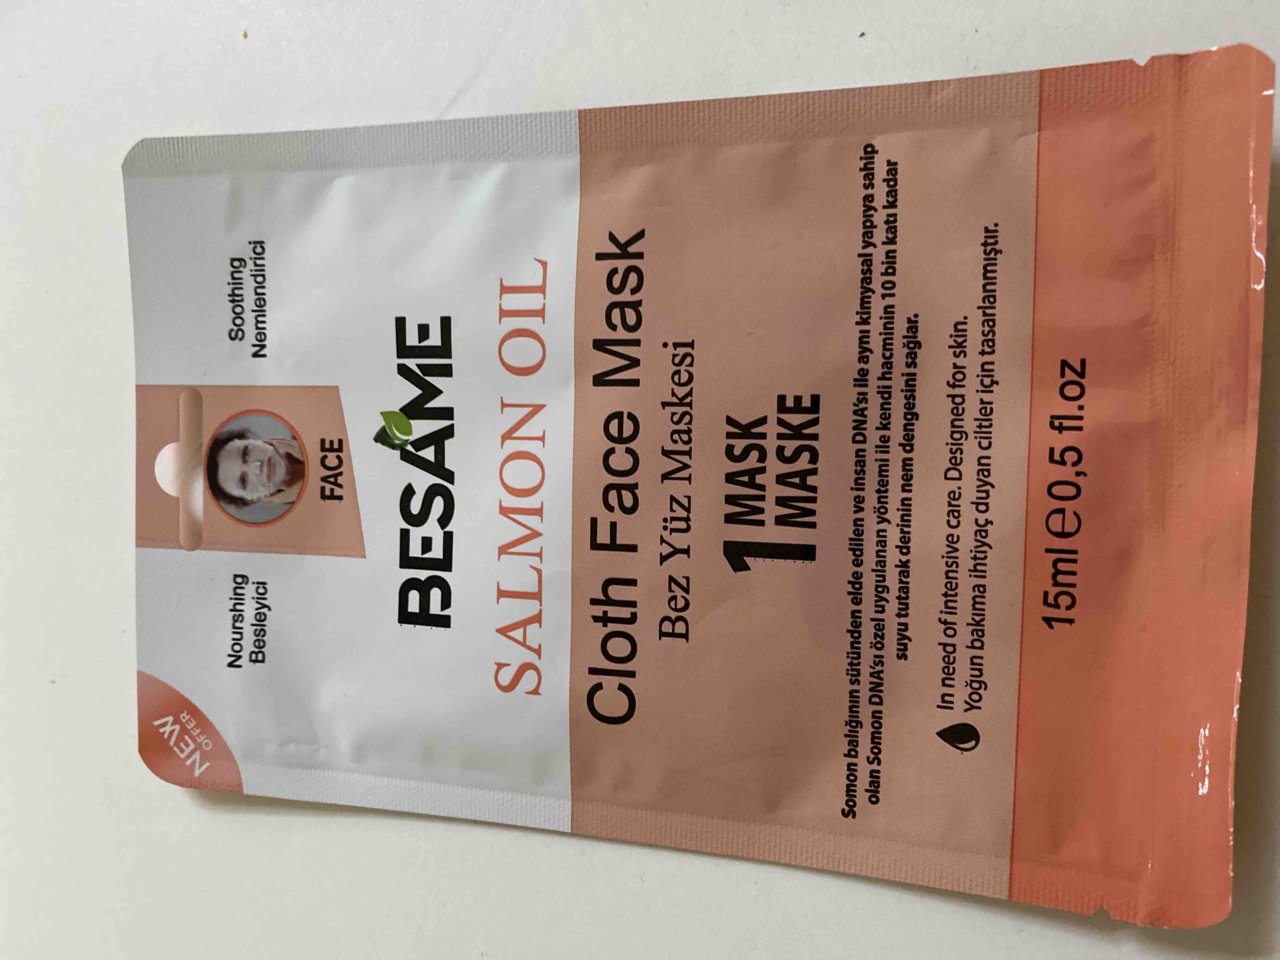 NEW
OFFER
Nourshing
Besleyici
FACE
Soothing
Nemlendirici
BESAME
SALMON OIL
Cloth Face Mask
Bez Yüz Maskesi
1 MASK
MASKE
Somon balığının sütünden elde edilen ve insan DNA'sı ile aynı kimyasal yapıya sahip
olan Somon DNA'sı özel uygulanan yöntemi ile kendi hacminin 10 bin katı kadar
suyu tutarak derinin nem dengesini sağlar.
In need of intensive care. Designed for skin.
Yoğun bakıma ihtiyaç duyan ciltler için tasarlanmıştır.
15ml ℮ 0,5 fl.oz